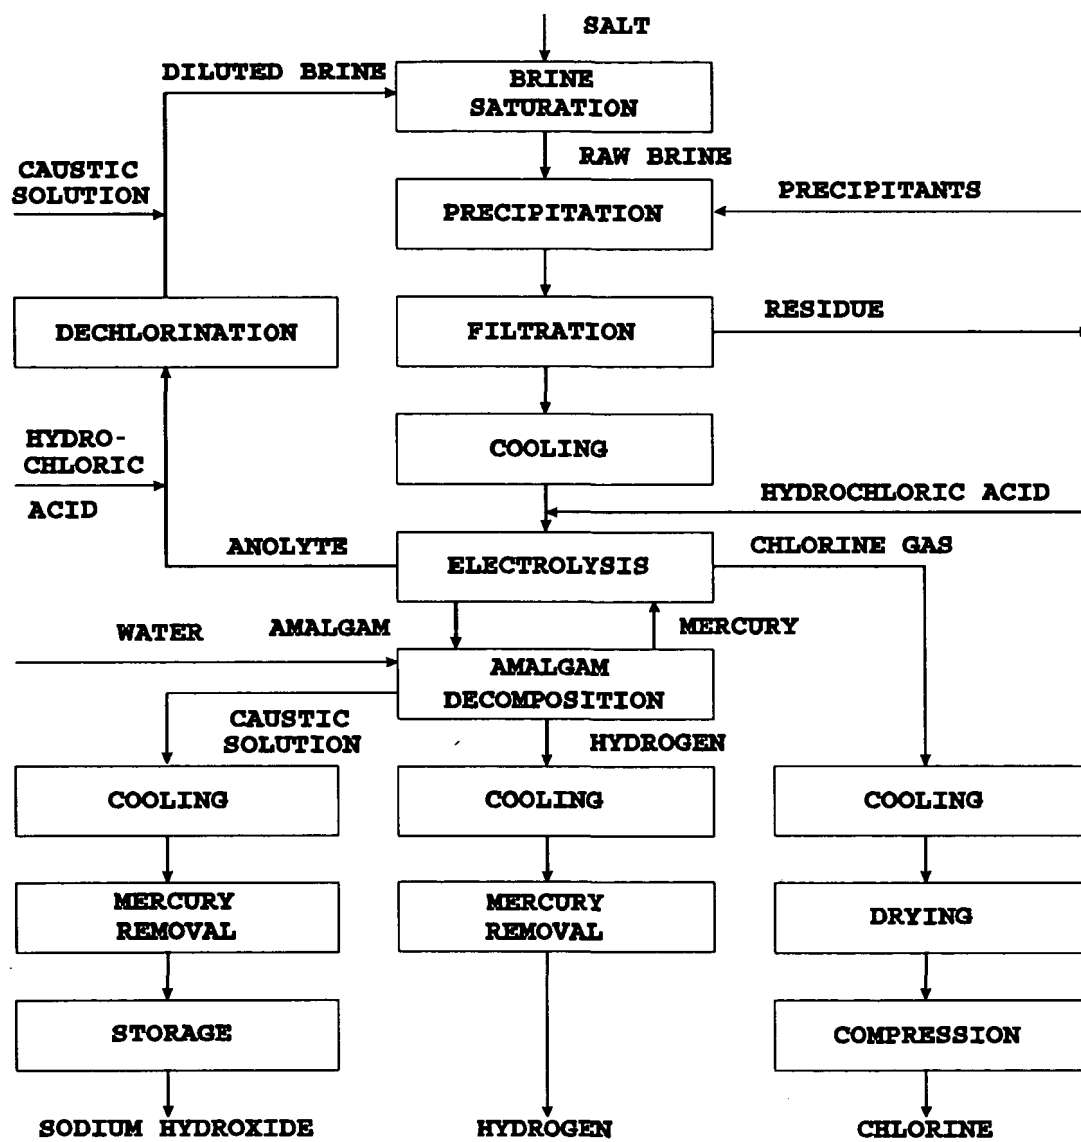 SALT
DILUTED BRINE
BRINE
SATURATION
RAW BRINE
CAUSTIC
SOLUTION
PRECIPITANTS
PRECIPITATION
DECHLORINATION
FILTRATION
RESIDUE
COOLING
HYDRO-
CHLORIC
ACID
HYDROCHLORIC ACID
ANOLYTE
ELECTROLYSIS
CHLORINE GAS
WATER
AMALGAM
MERCURY
AMALGAM
DECOMPOSITION
CAUSTIC
SOLUTION
HYDROGEN
COOLING
COOLING
COOLING
MERCURY
REMOVAL
MERCURY
REMOVAL
DRYING
STORAGE
COMPRESSION
SODIUM HYDROXIDE
HYDROGEN
CHLORINE